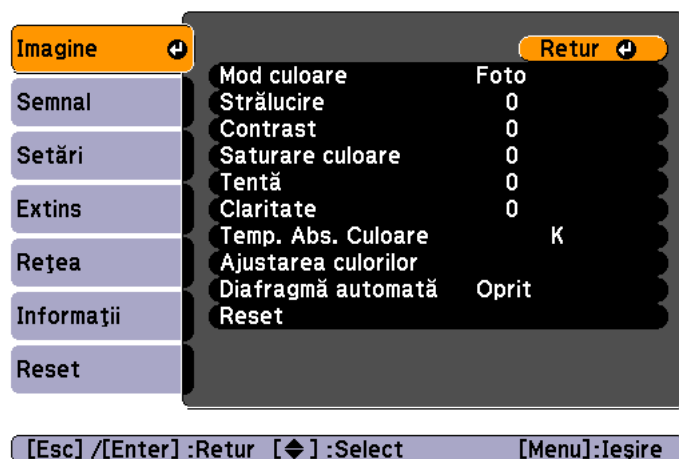 Imagine
Retur
Mod culoare Foto
Strălucire 0
Contrast 0
Saturare culoare 0
Tentă 0
Claritate 0
Temp. Abs. Culoare K
Ajustarea culorilor
Diafragmă automată Oprit
Reset
Semnal
Setări
Extins
Reţea
Informaţii
Reset
[Esc] /[Enter] :Retur [◆] :Select [Menu]:Ieşire